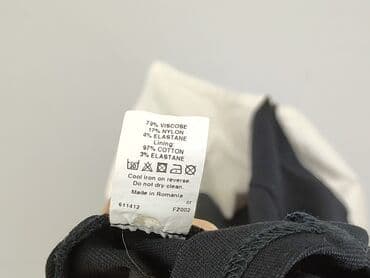 79% VISCOSE
17% NYLON
4% ELASTANE
Lining:
97% COTTON
3% ELASTANE
Cool iron on reverse.
Do not dry clean.
Made in Romania
cr
611412 FZ002